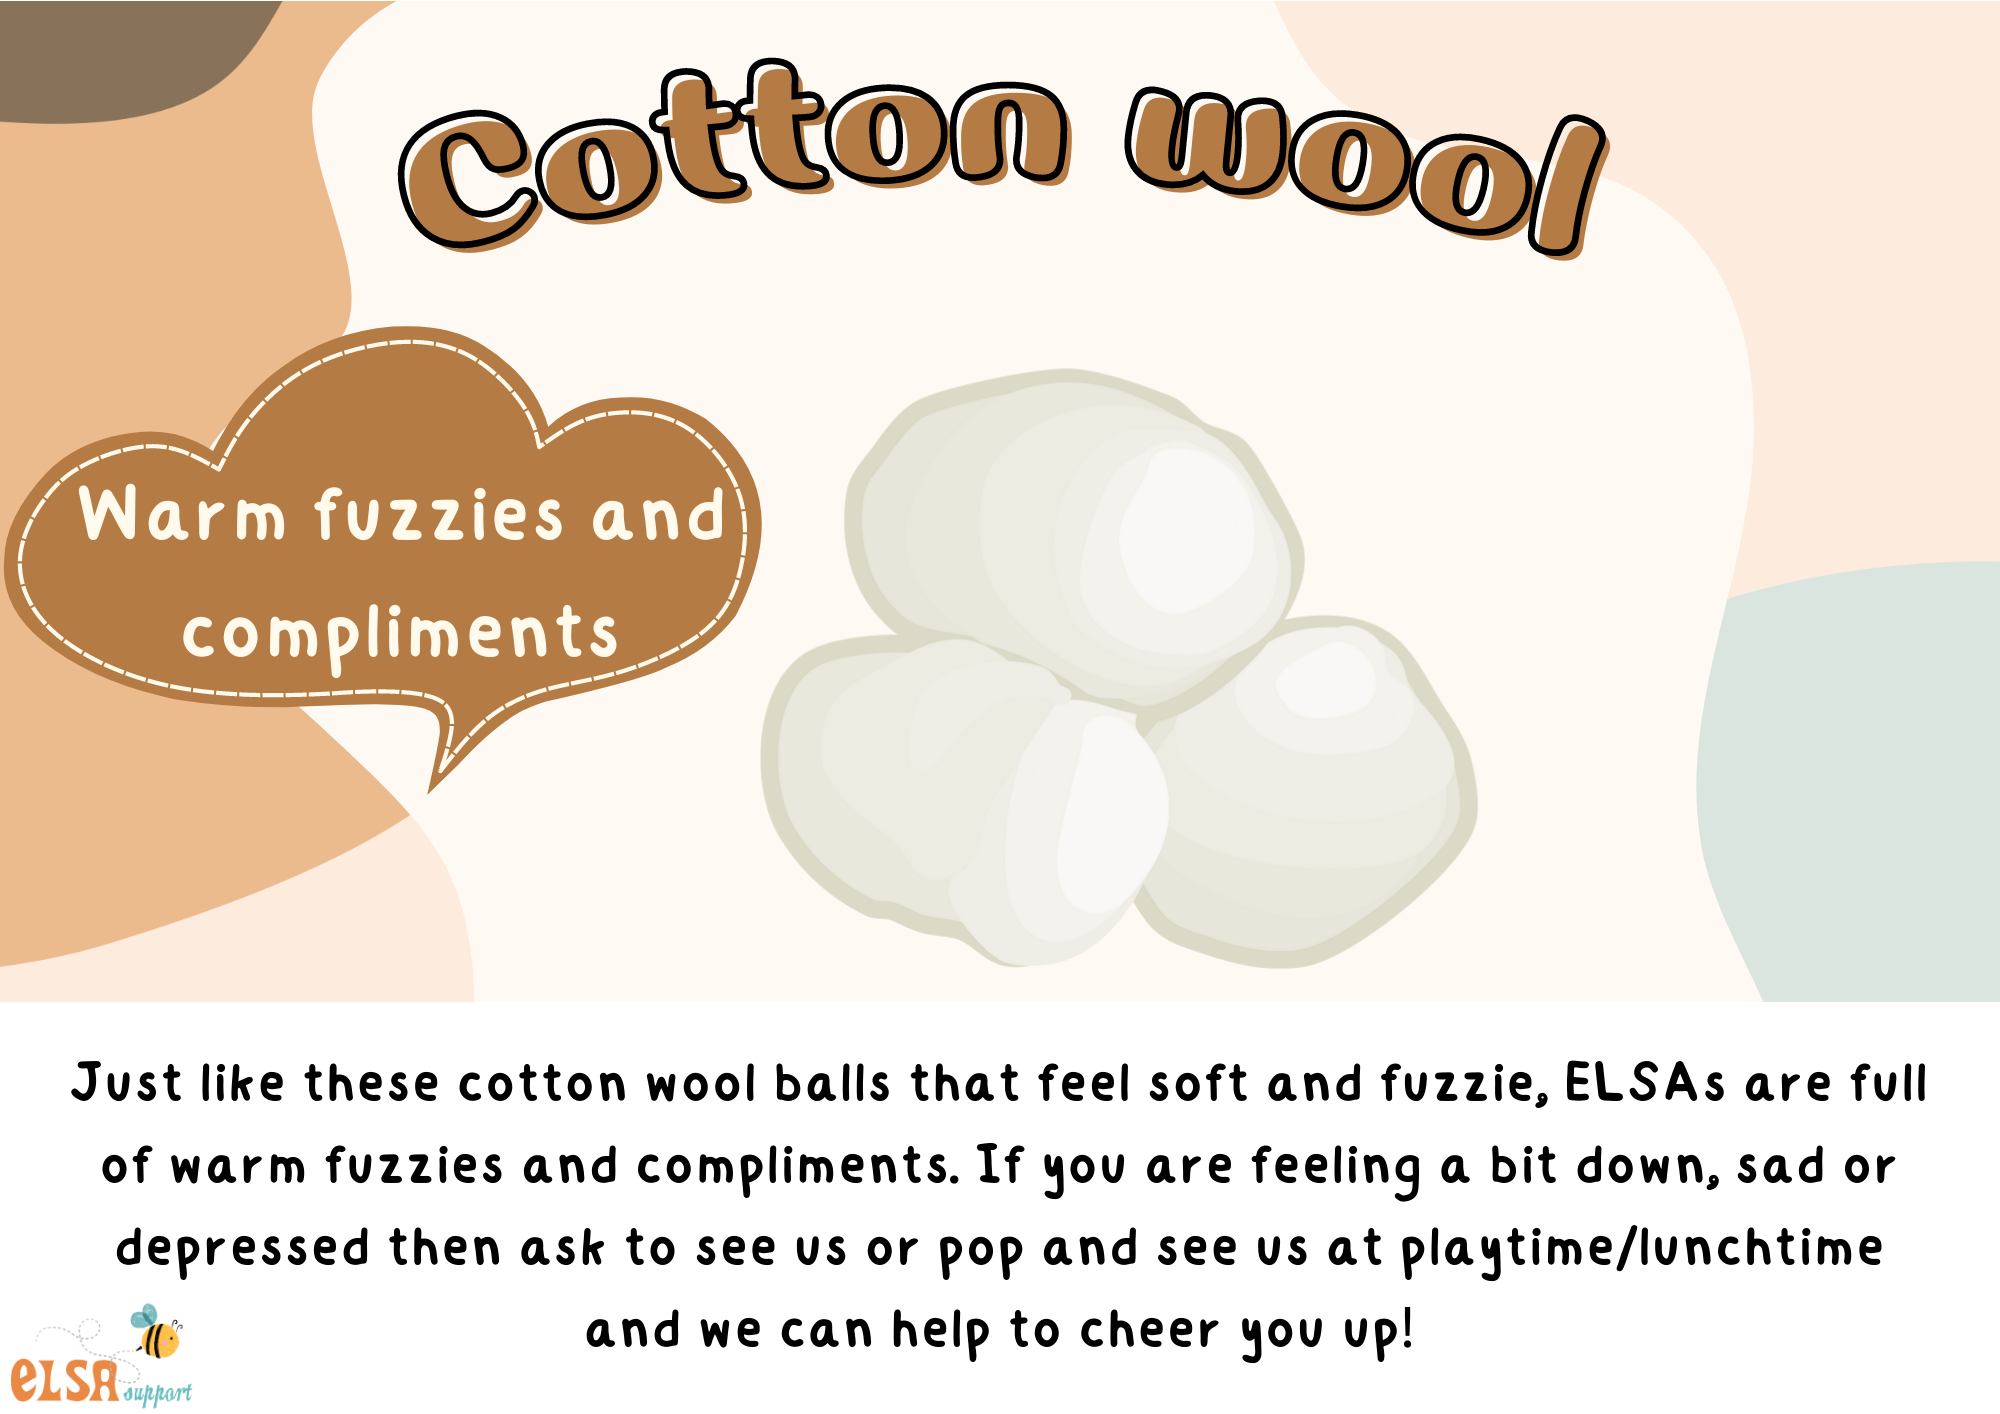 Cotton wool
Warm fuzzies and
compliments
Just like these cotton wool balls that feel soft and fuzzie, ELSAs are full
of warm fuzzies and compliments. If you are feeling a bit down, sad or
depressed then ask to see us or pop and see us at playtime/lunchtime
and we can help to cheer you up!
eLSA support